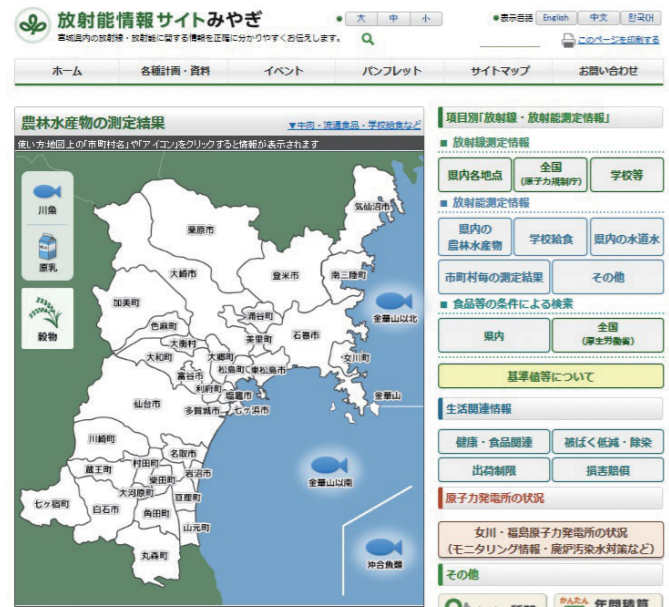 放射能情報サイトみやぎ
宮城県内の放射線・放射能に関する情報を正確に分かりやすくお伝えします。
大 中 小
●表示言語 English 中文 한국어
このページを印刷する
ホーム 各種計画・資料 イベント パンフレット サイトマップ お問い合わせ
農林水産物の測定結果
▼牛肉・流通食品・学校給食など
使い方:地図上の「市町村名」や「アイコン」をクリックすると情報が表示されます
川魚
原乳
穀物
気仙沼市
栗原市
大崎市
登米市
南三陸町
加美町
金華山以北
涌谷町
色麻町
美里町
石巻市
大衡村
大和町
大郷町
女川町
松島町
東松島市
富谷市
利府町
塩竈市
金華山
仙台市
多賀城市
七ヶ浜市
川崎町
名取市
村田町
蔵王町
岩沼市
柴田町
金華山以南
大河原町
亘理町
七ヶ宿町
白石市
角田町
山元町
丸森町
沖合魚類
項目別「放射線・放射能測定情報」
■ 放射線測定情報
県内各地点
全国
(原子力規制庁)
学校等
■ 放射能測定情報
県内の
農林水産物
学校給食
県内の水道水
市町村毎の測定結果
その他
■ 食品等の条件による検索
県内
全国
(厚生労働省)
基準値等について
生活関連情報
健康・食品関連
被ばく低減・除染
出荷制限
損害賠償
原子力発電所の状況
女川・福島原子力発電所の状況
(モニタリング情報・廃炉汚染水対策など)
その他
かんたん
年間積算